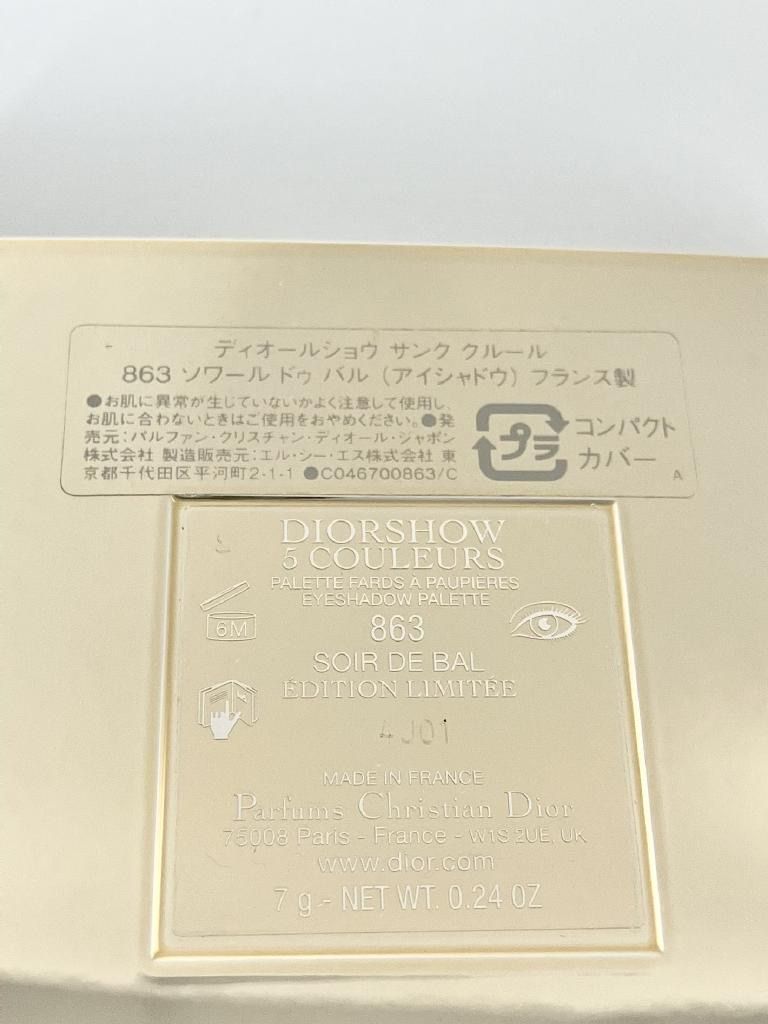 ディオールショウ サンク クルール
863 ソワール ドゥ バル（アイシャドウ）フランス製
●お肌に異常が生じていないかよく注意して使用し、
お肌に合わないときはご使用をおやめください。●発
売元：パルファン・クリスチャン・ディオール・ジャポン
株式会社 製造販売元：エル・シー・エス株式会社 東
京都千代田区平河町2-1-1 ●C046700863/C
プラ
コンパクト
カバー
A
DIORSHOW
5 COULEURS
PALETTE FARDS À PAUPIÈRES
EYESHADOW PALETTE
6M
863
SOIR DE BAL
ÉDITION LIMITÉE
4J01
MADE IN FRANCE
Parfums Christian Dior
75008 Paris - France - W1S 2UE, UK
www.dior.com
7 g - NET WT. 0.24 OZ